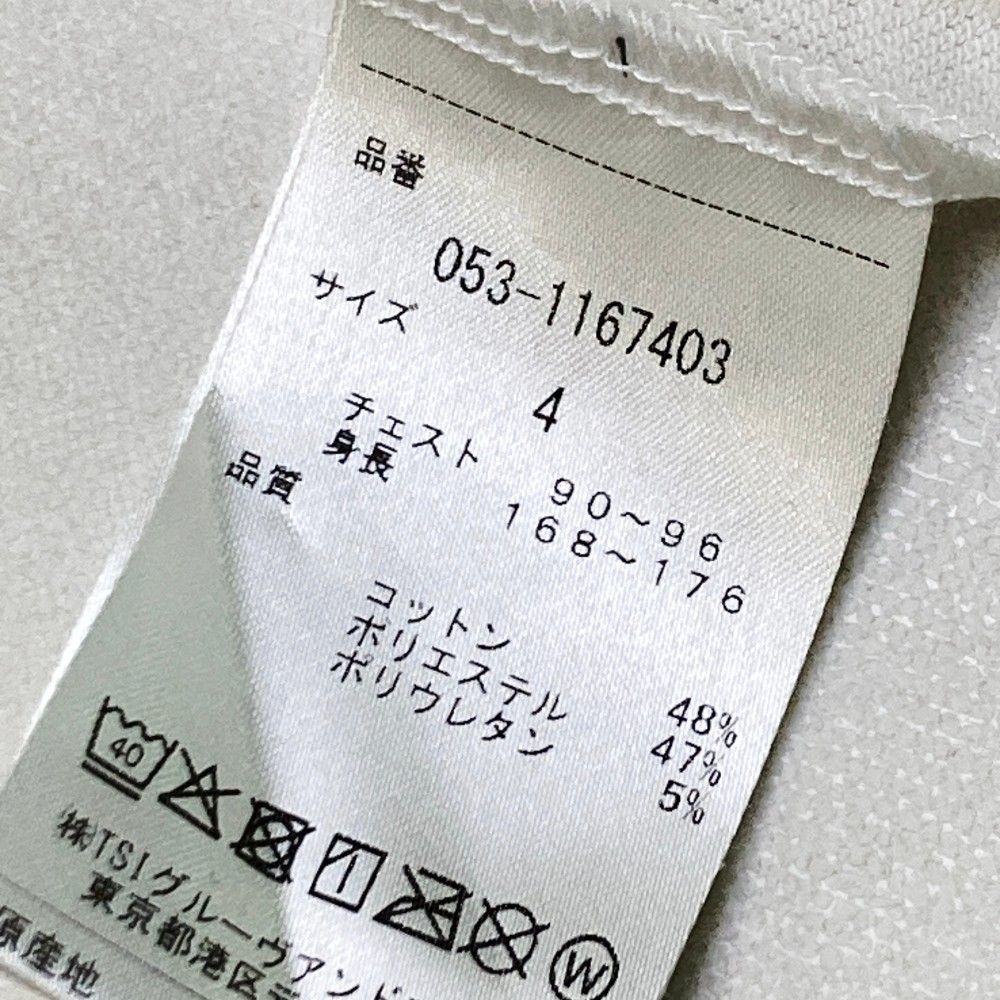 品番
053-1167403
サイズ
4
チェスト 90～96
身長 168～176
品質
コットン 48%
ポリエステル 47%
ポリウレタン 5%
40
W
㈱TSIグルーヴアンド
東京都港区
原産地